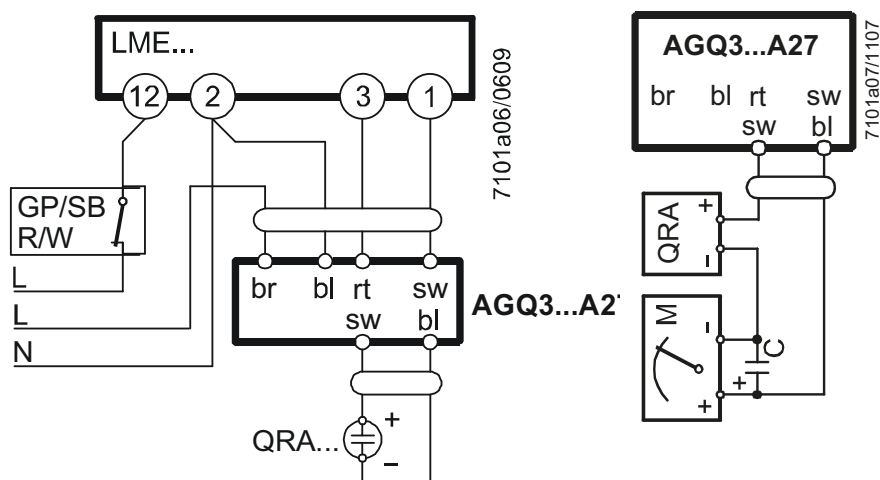 LME...
12 2 3 1
7101a06/0609
GP/SB
R/W
L
L
N
br bl rt sw
sw bl
AGQ3...A2
QRA...
+
–
AGQ3...A27
br bl rt sw
sw bl
7101a07/1107
QRA
+
-
M
-
+
C
+